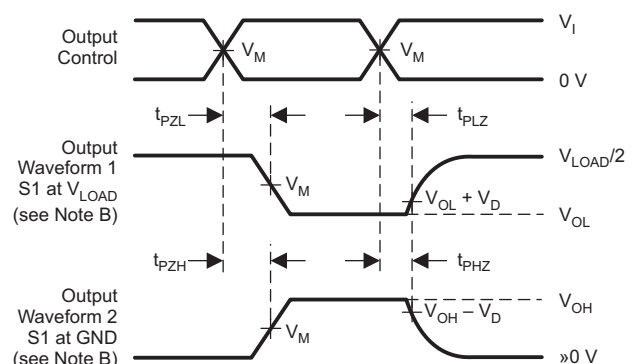 Output
Control
V_M
V_M
V_I
0 V
t_PZL
t_PLZ
Output
Waveform 1
S1 at V_LOAD
(see Note B)
V_M
V_OL + V_D
V_LOAD/2
V_OL
t_PZH
t_PHZ
Output
Waveform 2
S1 at GND
(see Note B)
V_M
V_OH − V_D
V_OH
»0 V